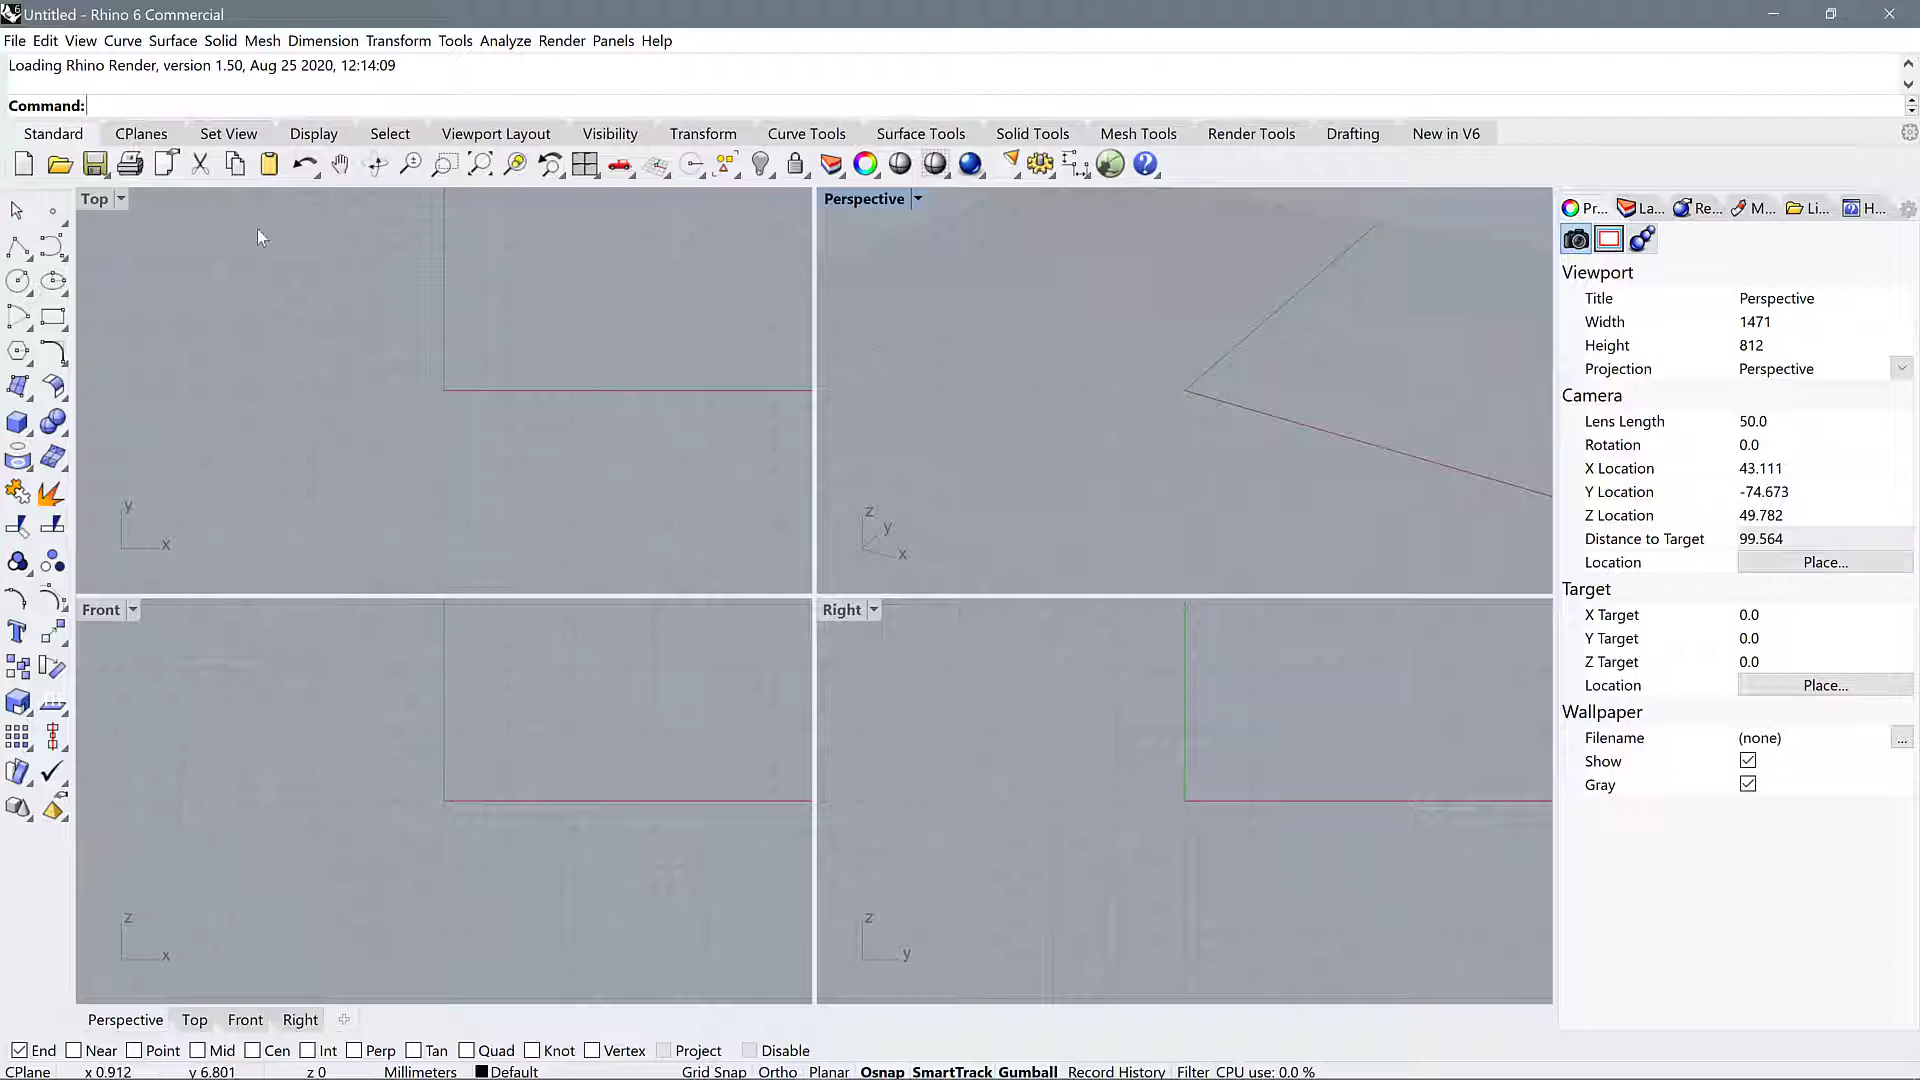 Untitled - Rhino 6 Commercial
File Edit View Curve Surface Solid Mesh Dimension Transform Tools Analyze Render Panels Help
Loading Rhino Render, version 1.50, Aug 25 2020, 12:14:09
Command:
Standard CPlanes Set View Display Select Viewport Layout Visibility Transform Curve Tools Surface Tools Solid Tools Mesh Tools Render Tools Drafting New in V6
Top
Perspective
Pr... La... Re... M... Li... H...
Viewport
Title Perspective
Width 1471
Height 812
Projection Perspective
Camera
Lens Length 50.0
Rotation 0.0
X Location 43.111
Y Location -74.673
Z Location 49.782
Distance to Target 99.564
Location Place...
Target
X Target 0.0
Y Target 0.0
Z Target 0.0
Location Place...
Wallpaper
Filename (none) ...
Show
Gray
y
x
z
y
x
Front
Right
z
x
z
y
Perspective Top Front Right
End Near Point Mid Cen Int Perp Tan Quad Knot Vertex Project Disable
CPlane x 0.912 y 6.801 z 0 Millimeters Default Grid Snap Ortho Planar Osnap SmartTrack Gumball Record History Filter CPU use: 0.0 %